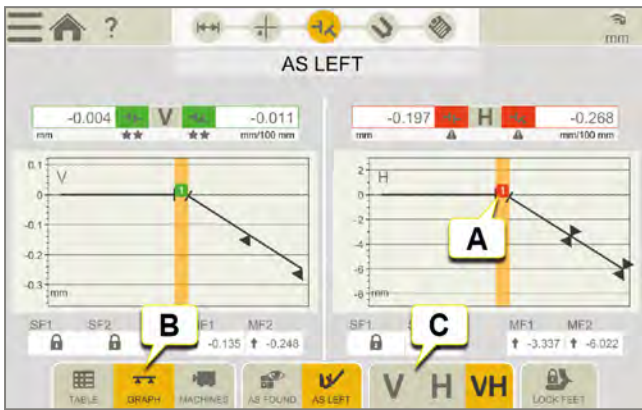 ?
mm
AS LEFT
-0.004 V -0.011
mm mm/100 mm
-0.197 H -0.268
mm mm/100 mm
0.1
0
-0.1
-0.2
-0.3
V
1
mm
2
0
-2
-4
-6
-8
H
1
mm
A
SF1 SF2 MF1 MF2
-0.135 -0.248
B
SF1 MF1 MF2
-3.337 -6.022
C
TABLE GRAPH MACHINES AS FOUND AS LEFT V H VH LOCK FEET